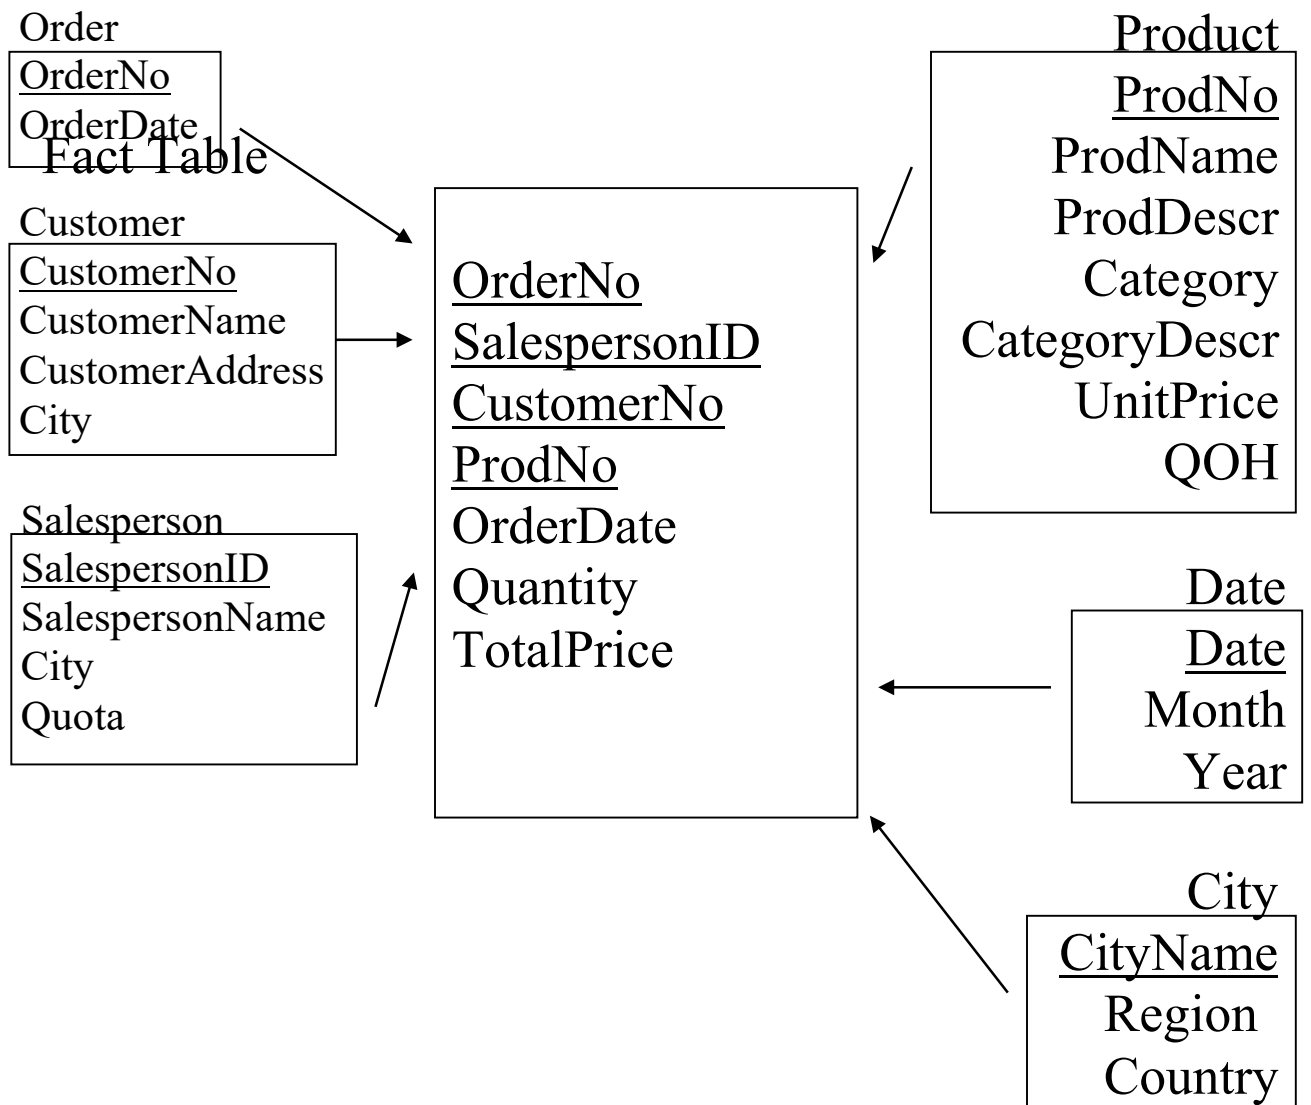 Order
OrderNo
OrderDate
Fact Table
Customer
CustomerNo
CustomerName
CustomerAddress
City
Salesperson
SalespersonID
SalespersonName
City
Quota
OrderNo
SalespersonID
CustomerNo
ProdNo
OrderDate
Quantity
TotalPrice
Product
ProdNo
ProdName
ProdDescr
Category
CategoryDescr
UnitPrice
QOH
Date
Date
Month
Year
City
CityName
Region
Country